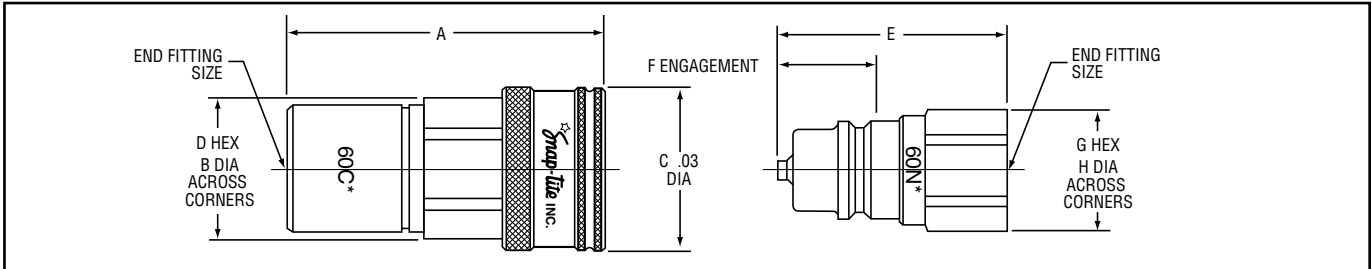 A
END FITTING
SIZE
D HEX
B DIA
ACROSS
CORNERS
60C*
Snap-tite INC.
C .03
DIA
F ENGAGEMENT
E
60N*
END FITTING
SIZE
G HEX
H DIA
ACROSS
CORNERS